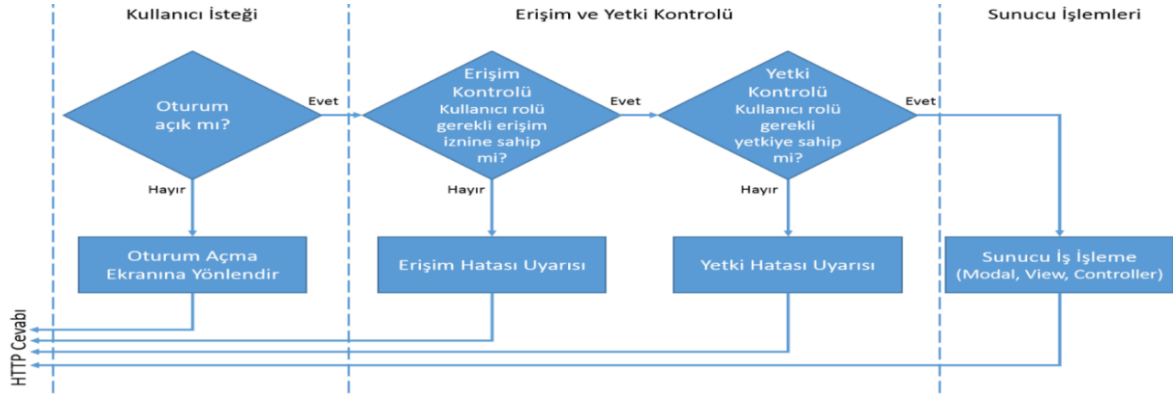 Kullanıcı İsteği
Erişim ve Yetki Kontrolü
Sunucu İşlemleri
Oturum
açık mı?
Evet
Hayır
Erişim
Kontrolü
Kullanıcı rolü
gerekli erişim
iznine sahip
mi?
Evet
Hayır
Yetki
Kontrolü
Kullanıcı rolü
gerekli
yetkiye sahip
mi?
Evet
Hayır
Oturum Açma
Ekranına Yönlendir
Erişim Hatası Uyarısı
Yetki Hatası Uyarısı
Sunucu İş İşleme
(Modal, View, Controller)
HTTP Cevabı